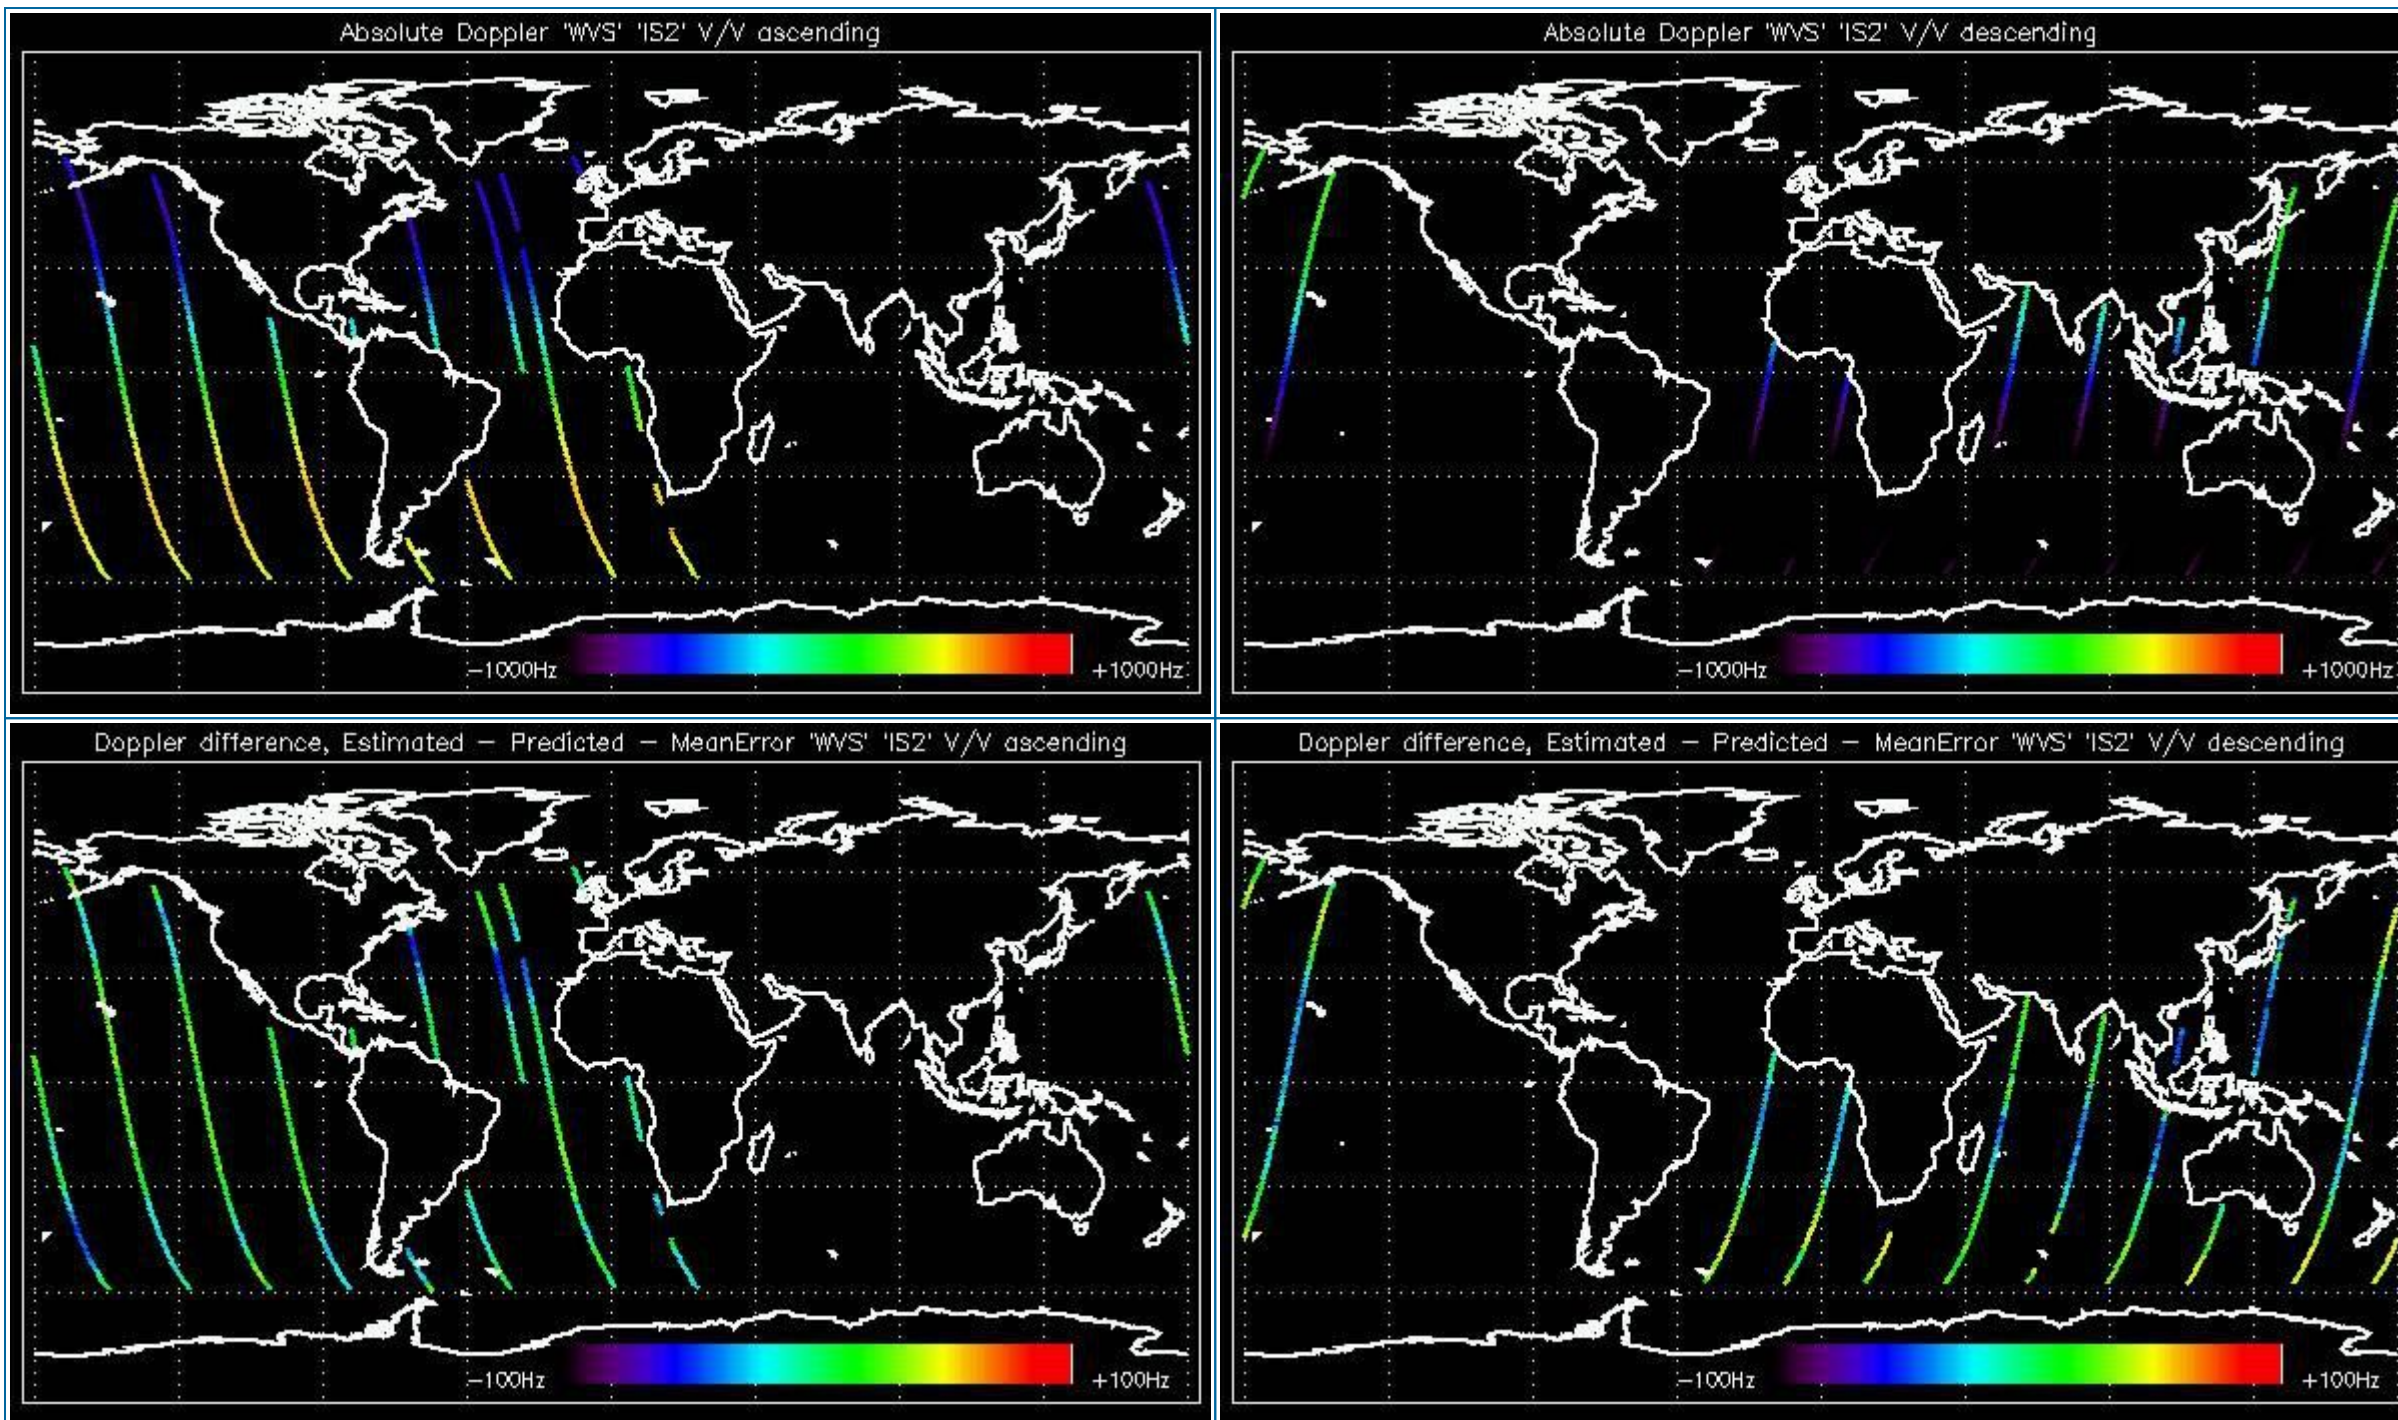 Absolute Doppler 'WVS' 'IS2' V/V ascending
-1000Hz
+1000Hz
Absolute Doppler 'WVS' 'IS2' V/V descending
-1000Hz
+1000Hz
Doppler difference, Estimated - Predicted - MeanError 'WVS' 'IS2' V/V ascending
-100Hz
+100Hz
Doppler difference, Estimated - Predicted - MeanError 'WVS' 'IS2' V/V descending
-100Hz
+100Hz